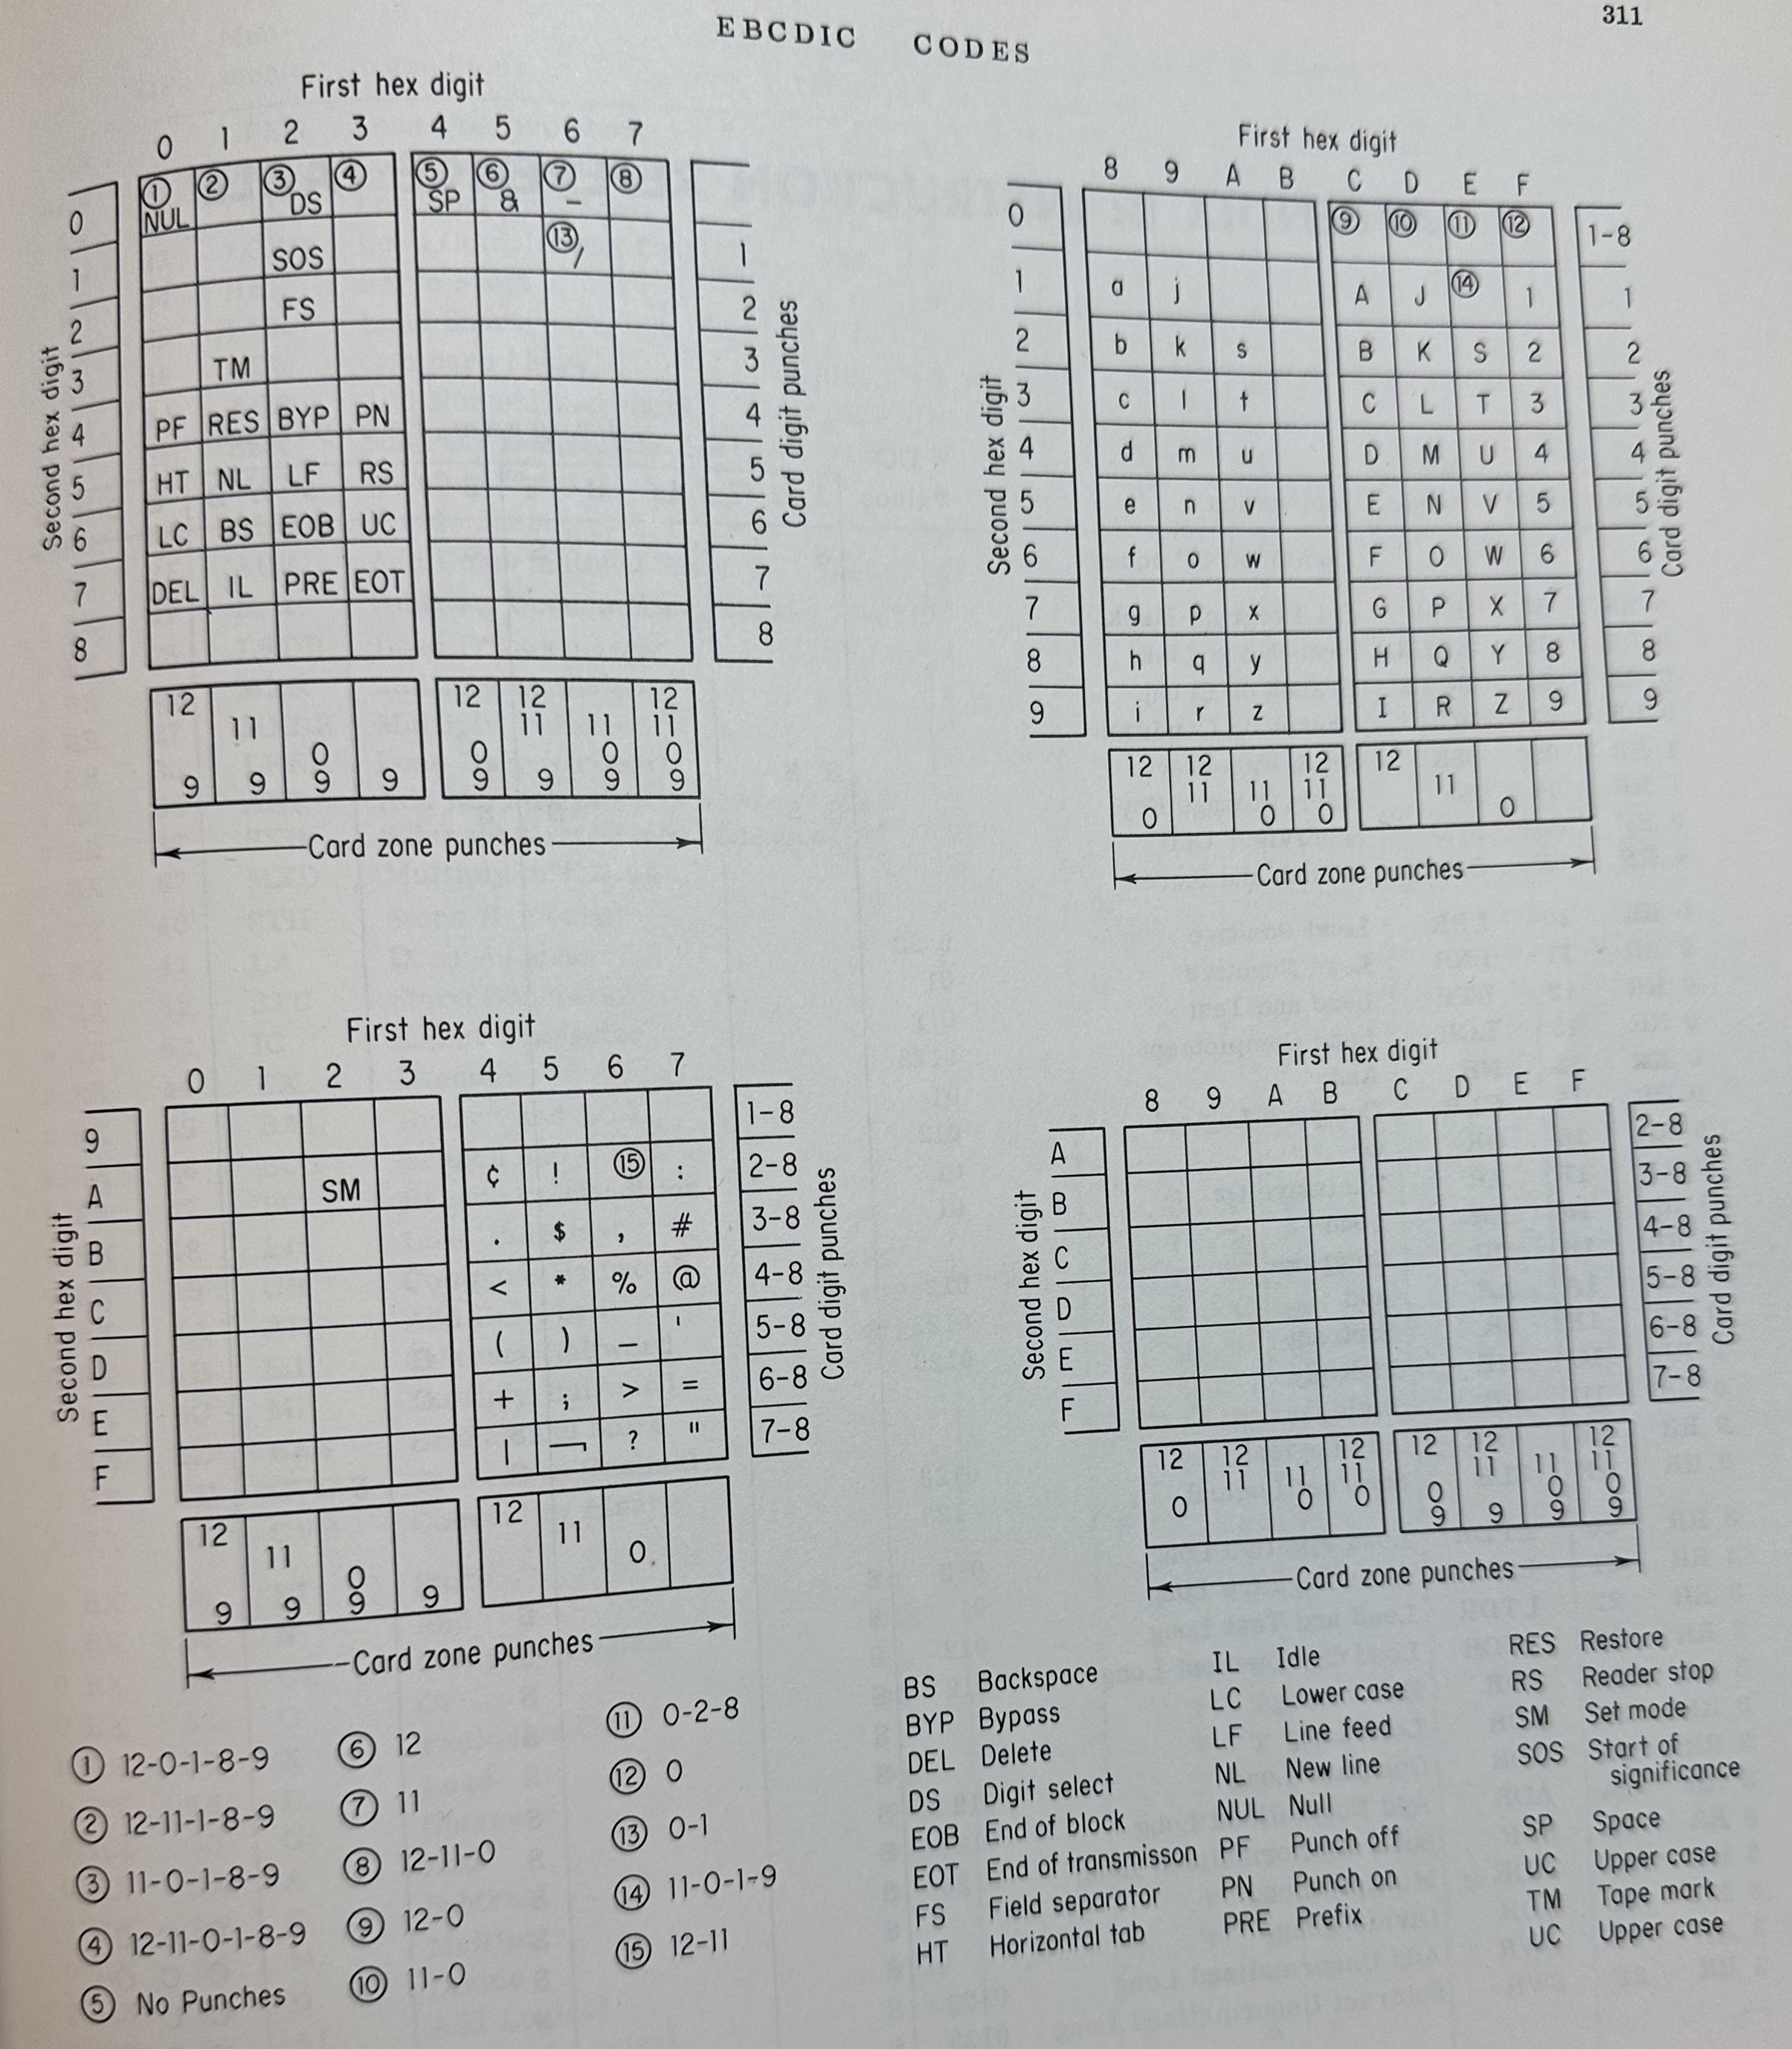 EBCDIC CODES
311
First hex digit
0 1 2 3 4 5 6 7
Second hex digit
Card digit punches
0 ① NUL ② ③ DS ④ ⑤ SP ⑥ & ⑦ – ⑧
1 SOS ⑬ / 1
2 FS 2
3 TM 3
4 PF RES BYP PN 4
5 HT NL LF RS 5
6 LC BS EOB UC 6
7 DEL IL PRE EOT 7
8 8
12 12 12 12
11 11 11 11
0 0 0 0
9 9 9 9 9 9 9 9
Card zone punches
First hex digit
8 9 A B C D E F
Second hex digit
Card digit punches
0 ⑨ ⑩ ⑪ ⑫ 1-8
1 a j A J ⑭ 1 1
2 b k s B K S 2 2
3 c l t C L T 3 3
4 d m u D M U 4 4
5 e n v E N V 5 5
6 f o w F O W 6 6
7 g p x G P X 7 7
8 h q y H Q Y 8 8
9 i r z I R Z 9 9
12 12 12 12
11 11 11 11
0 0 0 0
Card zone punches
First hex digit
0 1 2 3 4 5 6 7
Second hex digit
Card digit punches
9 1-8
A SM ¢ ! ⑮ : 2-8
B . $ , # 3-8
C < * % @ 4-8
D ( ) _ ' 5-8
E + ; > = 6-8
F | ¬ ? " 7-8
12 12
11 11
0 0
9 9 9 9
Card zone punches
First hex digit
8 9 A B C D E F
Second hex digit
Card digit punches
A 2-8
B 3-8
C 4-8
D 5-8
E 6-8
F 7-8
12 12 12 12 12 12
11 11 11 11 11 11
0 0 0 0 0 0
9 9 9 9
Card zone punches
① 12-0-1-8-9
② 12-11-1-8-9
③ 11-0-1-8-9
④ 12-11-0-1-8-9
⑤ No Punches
⑥ 12
⑦ 11
⑧ 12-11-0
⑨ 12-0
⑩ 11-0
⑪ 0-2-8
⑫ 0
⑬ 0-1
⑭ 11-0-1-9
⑮ 12-11
BS Backspace
BYP Bypass
DEL Delete
DS Digit select
EOB End of block
EOT End of transmisson
FS Field separator
HT Horizontal tab
IL Idle
LC Lower case
LF Line feed
NL New line
NUL Null
PF Punch off
PN Punch on
PRE Prefix
RES Restore
RS Reader stop
SM Set mode
SOS Start of
significance
SP Space
UC Upper case
TM Tape mark
UC Upper case